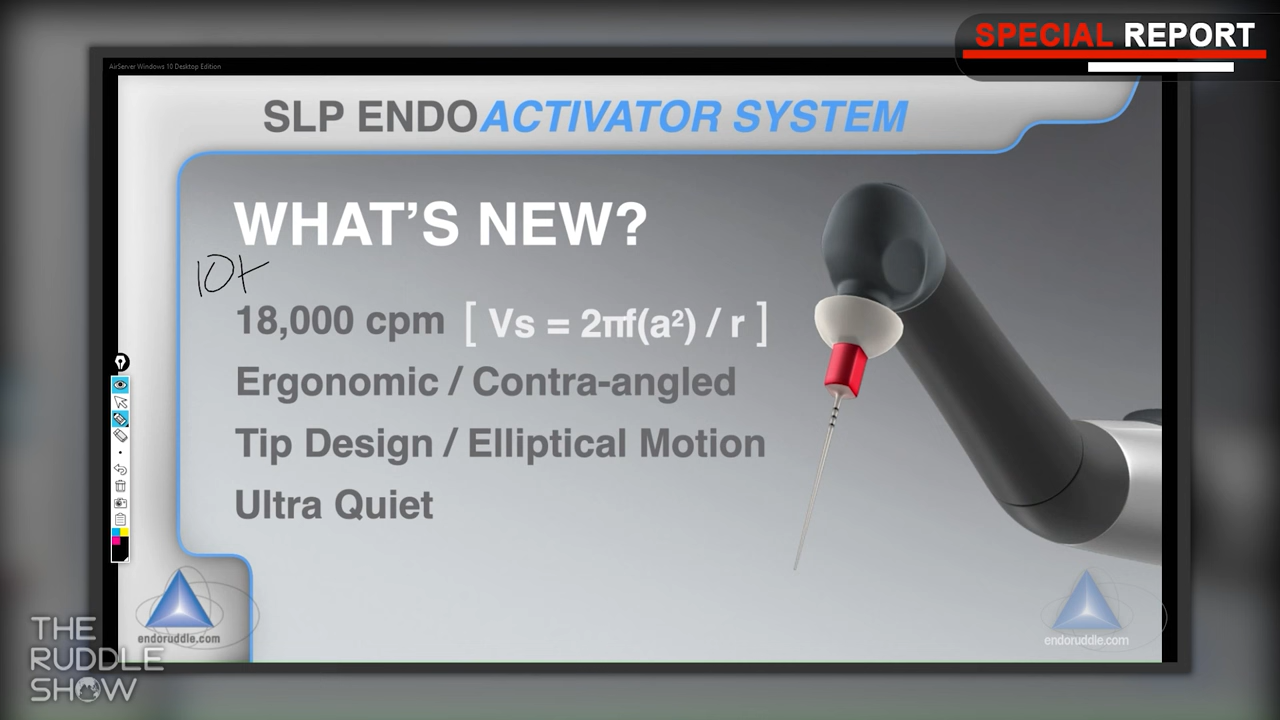 SPECIAL REPORT
AirServer Windows 10 Desktop Edition
SLP ENDOACTIVATOR SYSTEM
WHAT'S NEW?
18,000 cpm [ Vs = 2πf(a²) / r ]
Ergonomic / Contra-angled
Tip Design / Elliptical Motion
Ultra Quiet
endoruddle.com
endoruddle.com
THE
RUDDLE
SHOW